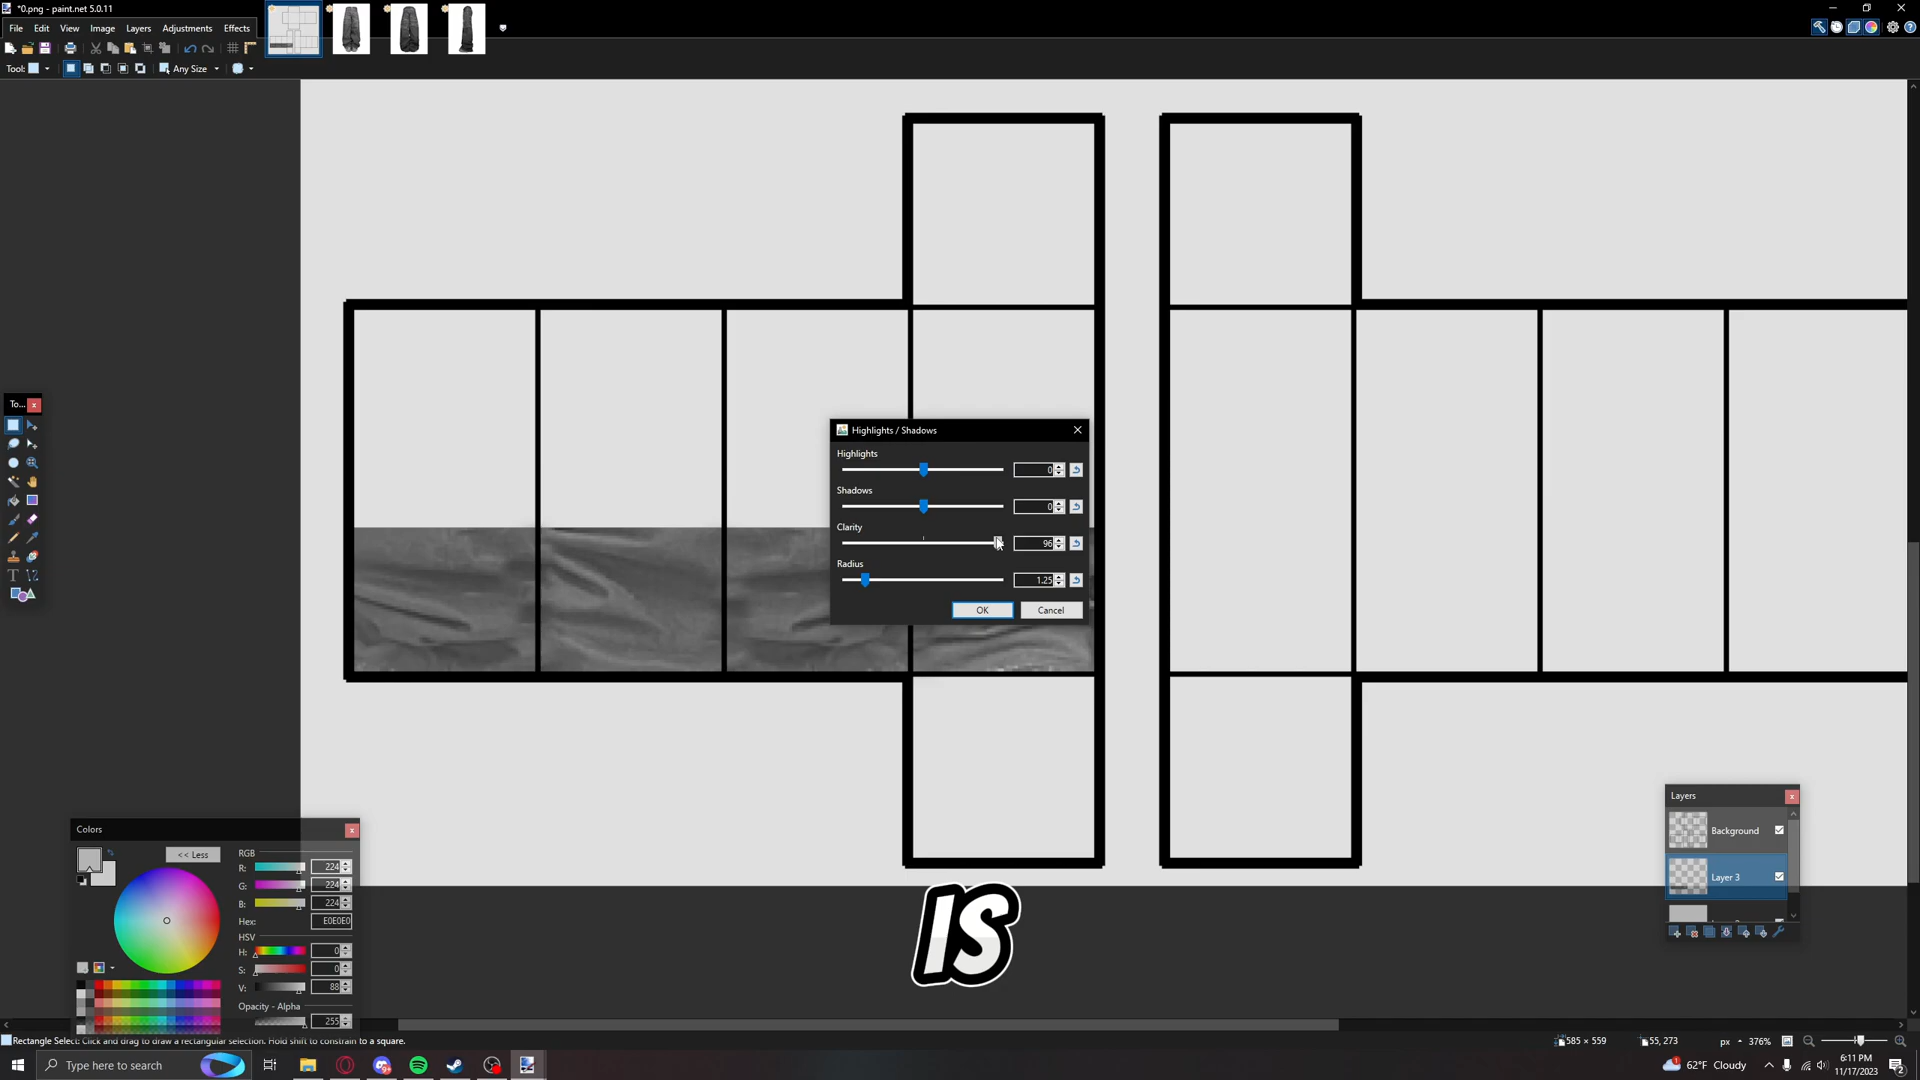 *0.png - paint.net 5.0.11
File Edit View Image Layers Adjustments Effects
Tool: Any Size
To...
Highlights / Shadows
Highlights
0
Shadows
0
Clarity
96
Radius
1.25
OK Cancel
Colors
<< Less
RGB
R: 224
G: 224
B: 224
Hex: E0E0E0
HSV
H: 0
S: 0
V: 88
Opacity - Alpha
255
Layers
Background
Layer 3
IS
Rectangle Select: Click and drag to draw a rectangular selection. Hold shift to constrain to a square.
585 × 559
55, 273
px 376%
Type here to search
62°F Cloudy
6:11 PM
11/17/2023
2